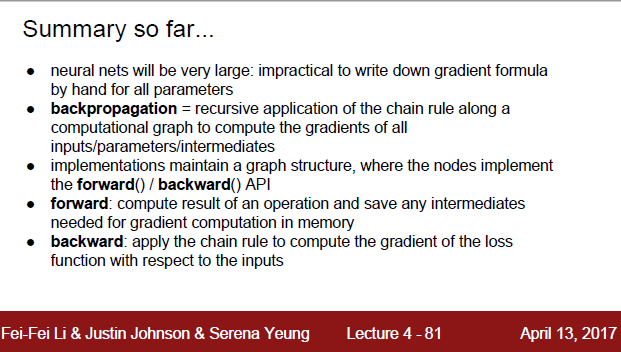 Summary so far...
● neural nets will be very large: impractical to write down gradient formula
by hand for all parameters
● backpropagation = recursive application of the chain rule along a
computational graph to compute the gradients of all
inputs/parameters/intermediates
● implementations maintain a graph structure, where the nodes implement
the forward() / backward() API
● forward: compute result of an operation and save any intermediates
needed for gradient computation in memory
● backward: apply the chain rule to compute the gradient of the loss
function with respect to the inputs
Fei-Fei Li & Justin Johnson & Serena Yeung Lecture 4 - 81 April 13, 2017